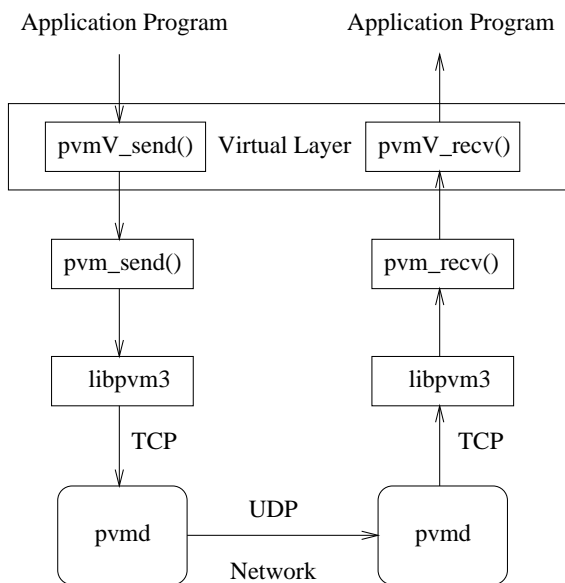 Application Program
Application Program
pvmV_send()
Virtual Layer
pvmV_recv()
pvm_send()
pvm_recv()
libpvm3
libpvm3
TCP
TCP
pvmd
UDP
pvmd
Network